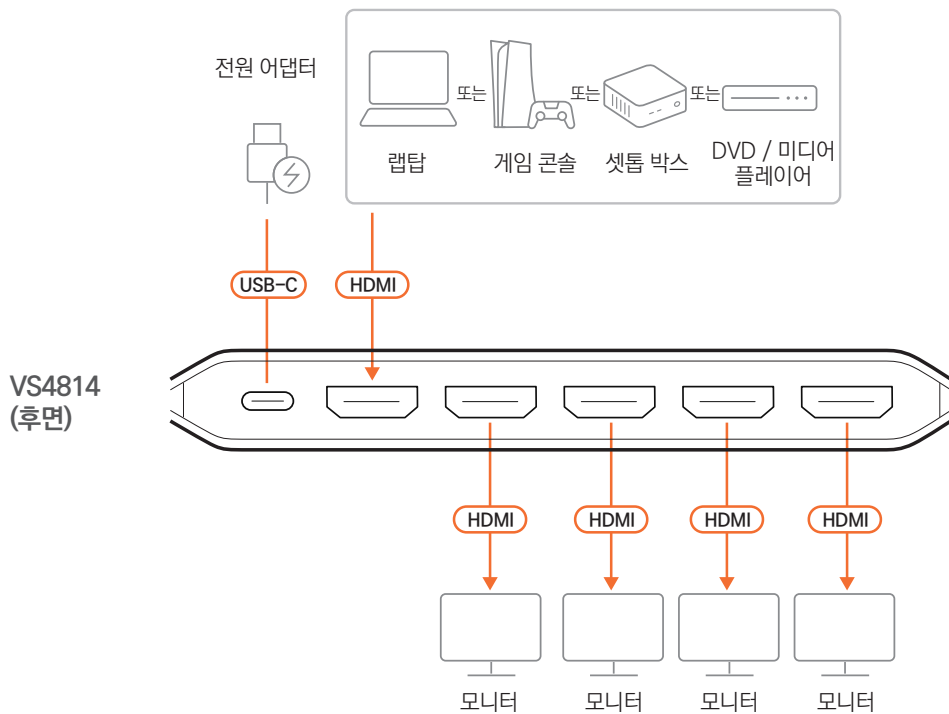 전원 어댑터
또는
또는
또는
랩탑
게임 콘솔
셋톱 박스
DVD / 미디어
플레이어
USB-C
HDMI
VS4814
(후면)
HDMI
HDMI
HDMI
HDMI
모니터
모니터
모니터
모니터